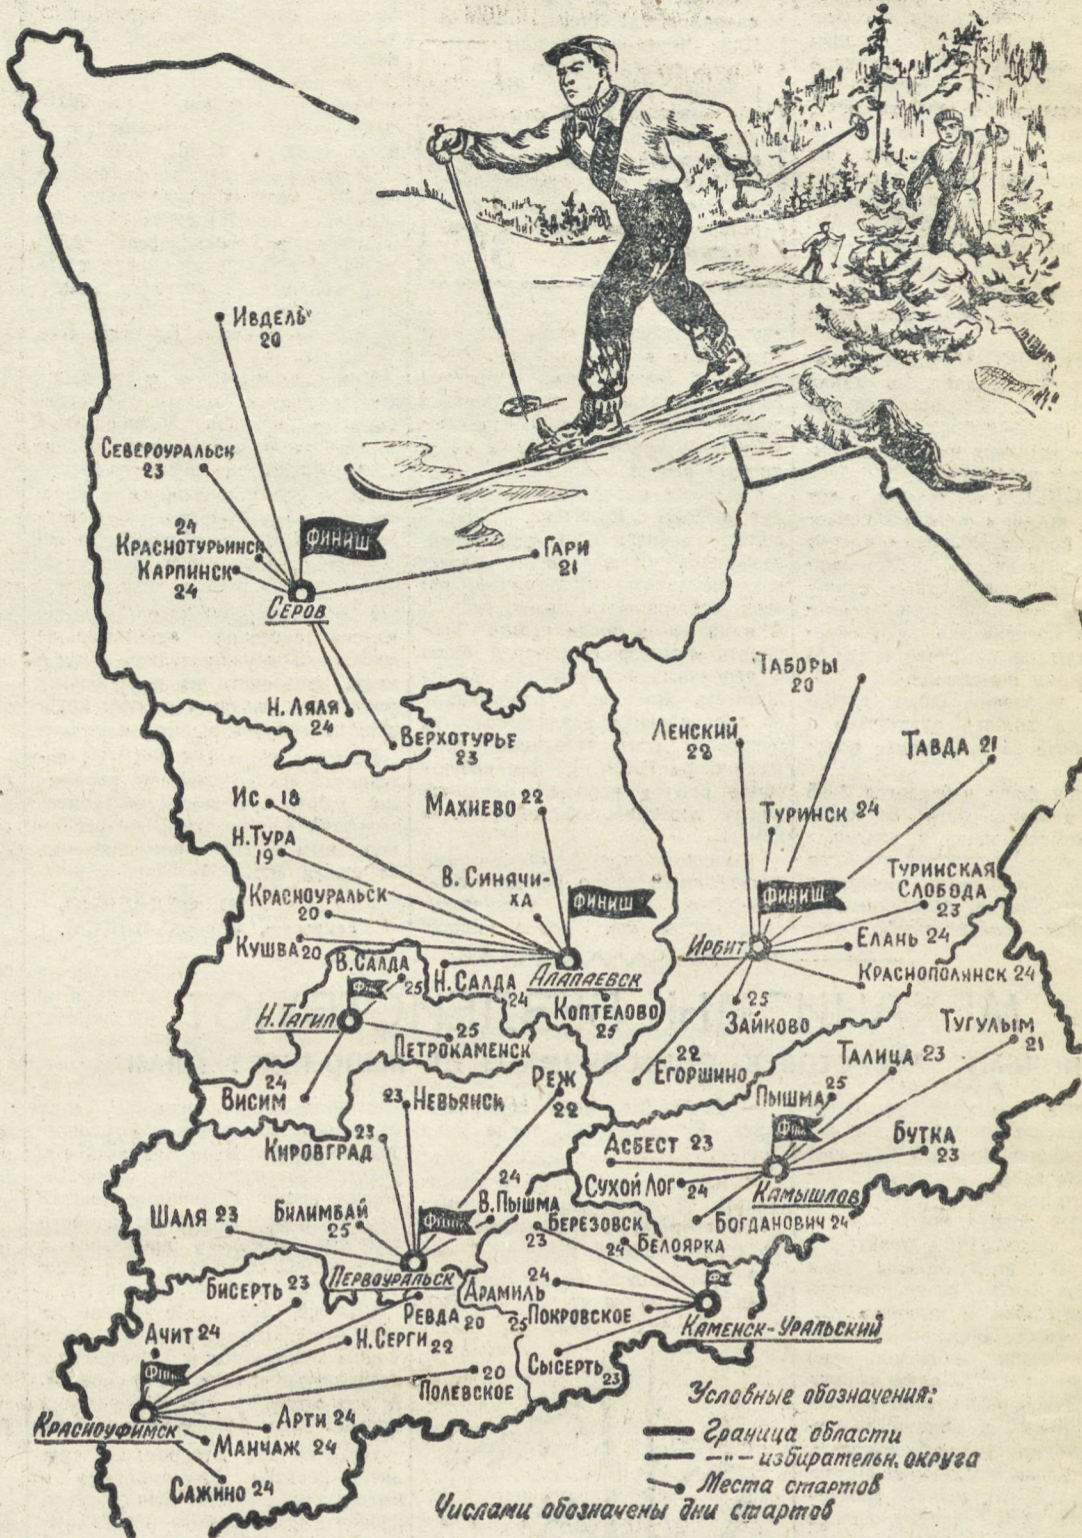 Ивдель
20
Североуральск
23
24
Краснотурьинск
Карпинск
24
Финиш
Серов
Гари
21
Н. Ляля
24
Верхотурье
23
Таборы
20
Ленский
Тавда 21
Туринск 24
Ис 18
Махнево 22
Н. Тура
19
Красноуральск
20
Кушва 20
В. Синячи-
ха
Финиш
Алапаевск
Коптелово
25
Финиш
Ирбит
Туринская
Слобода
23
Елань 24
Краснополянск 24
25
Зайково
22
Егоршино
В. Салда
25
Н. Салда
24
Н. Тагил
25
Петрокаменск
24
Висим
Реж
22
23 Невьянск
23
Кировград
Тугулым
21
Талица 23
25
Пышма
Асбест 23
Сухой Лог 24
Камышлов
Бутка
23
Богданович 24
Шаля 23
Билимбай
25
24
В. Пышма
Первоуральск
Березовск
23
24 Белоярка
24
Арамиль
25 Покровское
Каменск-Уральский
Сысерть 23
Бисерть 23
Ревда 20
Н. Серги 22
20
Полевское
Ачит 24
Красноуфимск
Арти 24
Манчаж 24
Сажино 24
Условные обозначения:
Граница области
—"— избирательн. округа
Места стартов
Числами обозначены дни стартов